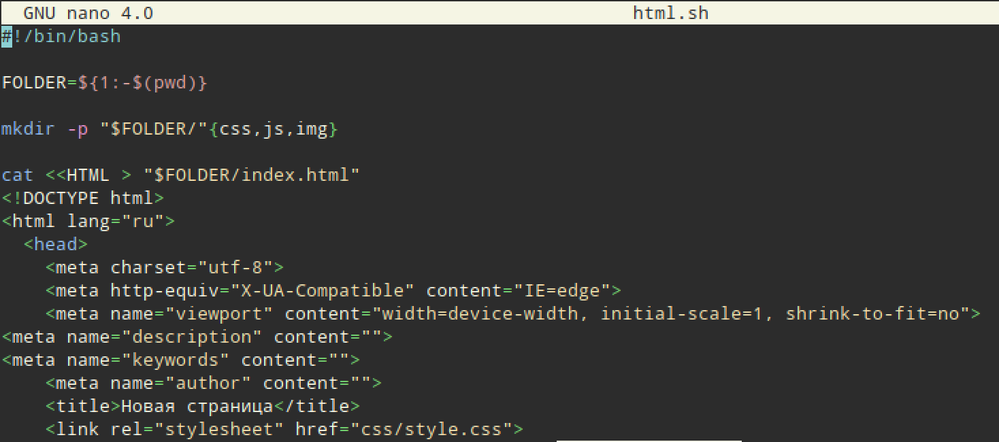 GNU nano 4.0 html.sh
#!/bin/bash
FOLDER=${1:-$(pwd)}
mkdir -p "$FOLDER/"{css,js,img}
cat <<HTML > "$FOLDER/index.html"
<!DOCTYPE html>
<html lang="ru">
  <head>
    <meta charset="utf-8">
    <meta http-equiv="X-UA-Compatible" content="IE=edge">
    <meta name="viewport" content="width=device-width, initial-scale=1, shrink-to-fit=no">
<meta name="description" content="">
<meta name="keywords" content="">
    <meta name="author" content="">
    <title>Новая страница</title>
    <link rel="stylesheet" href="css/style.css">